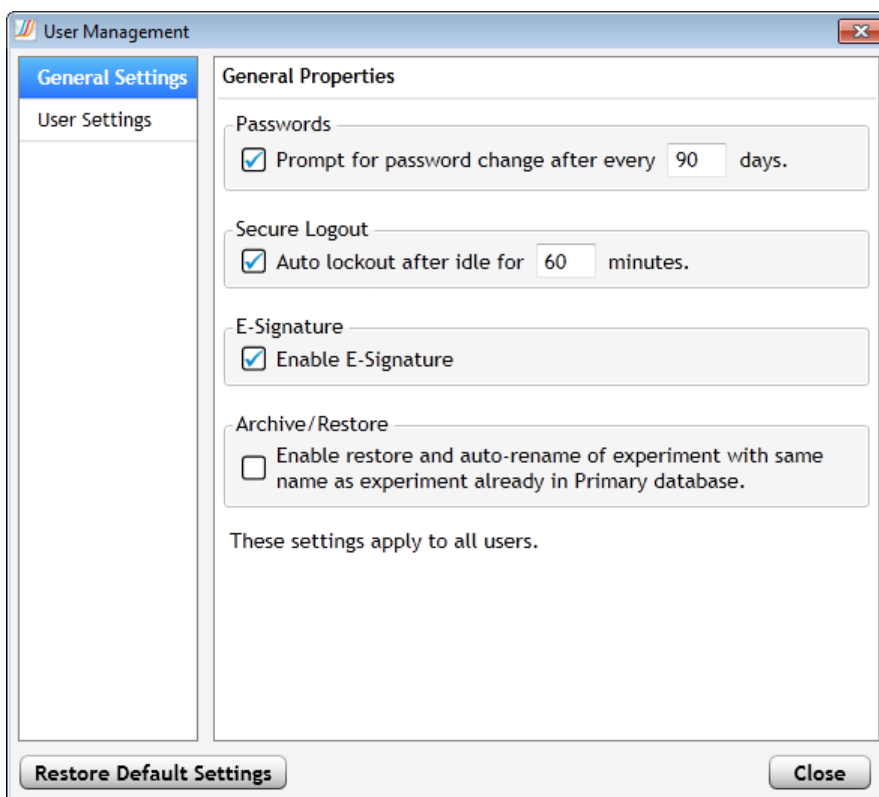 User Management
General Settings
User Settings
General Properties
Passwords
Prompt for password change after every 90 days.
Secure Logout
Auto lockout after idle for 60 minutes.
E-Signature
Enable E-Signature
Archive/Restore
Enable restore and auto-rename of experiment with same
name as experiment already in Primary database.
These settings apply to all users.
Restore Default Settings
Close